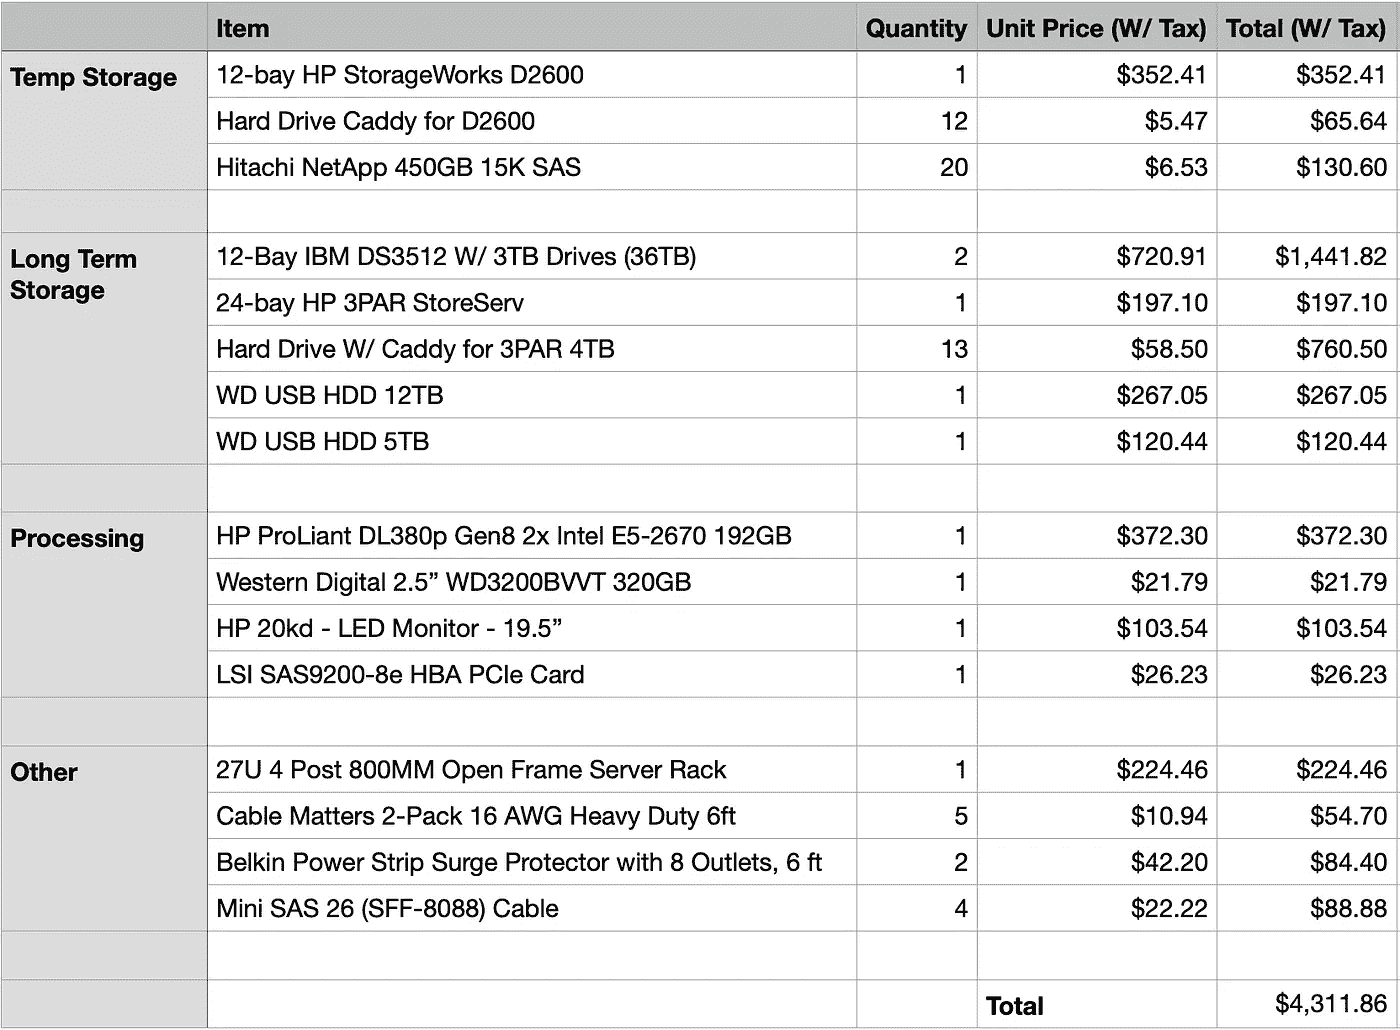 Item Quantity Unit Price (W/ Tax) Total (W/ Tax)
Temp Storage 12-bay HP StorageWorks D2600 1 $352.41 $352.41
Hard Drive Caddy for D2600 12 $5.47 $65.64
Hitachi NetApp 450GB 15K SAS 20 $6.53 $130.60
Long Term Storage 12-Bay IBM DS3512 W/ 3TB Drives (36TB) 2 $720.91 $1,441.82
24-bay HP 3PAR StoreServ 1 $197.10 $197.10
Hard Drive W/ Caddy for 3PAR 4TB 13 $58.50 $760.50
WD USB HDD 12TB 1 $267.05 $267.05
WD USB HDD 5TB 1 $120.44 $120.44
Processing HP ProLiant DL380p Gen8 2x Intel E5-2670 192GB 1 $372.30 $372.30
Western Digital 2.5” WD3200BVVT 320GB 1 $21.79 $21.79
HP 20kd - LED Monitor - 19.5” 1 $103.54 $103.54
LSI SAS9200-8e HBA PCIe Card 1 $26.23 $26.23
Other 27U 4 Post 800MM Open Frame Server Rack 1 $224.46 $224.46
Cable Matters 2-Pack 16 AWG Heavy Duty 6ft 5 $10.94 $54.70
Belkin Power Strip Surge Protector with 8 Outlets, 6 ft 2 $42.20 $84.40
Mini SAS 26 (SFF-8088) Cable 4 $22.22 $88.88
Total $4,311.86